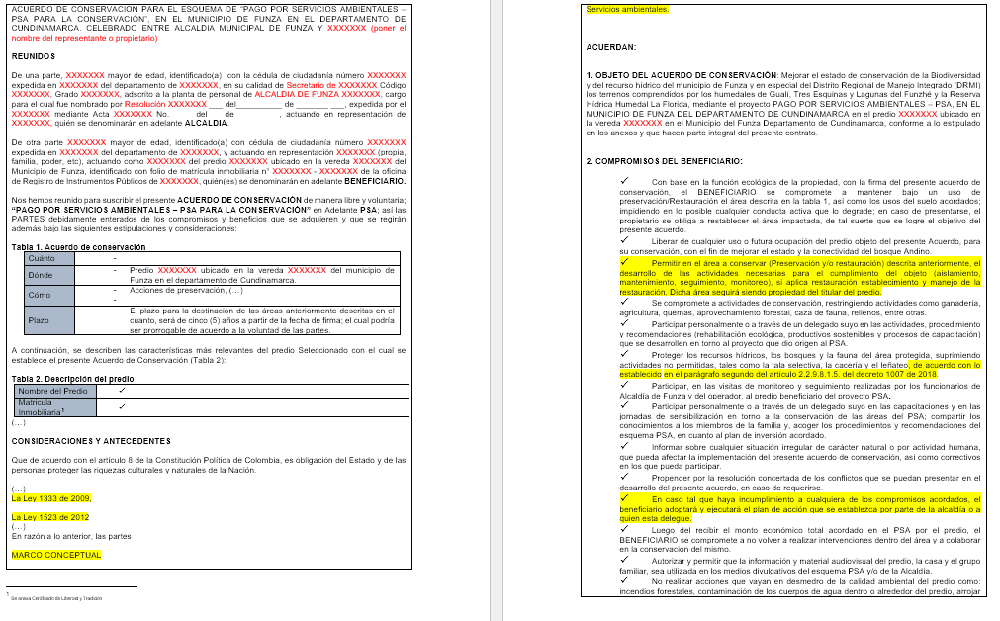 ACUERDO DE CONSERVACION PARA EL ESQUEMA DE “PAGO POR SERVICIOS AMBIENTALES –
PSA PARA LA CONSERVACIÓN”, EN EL MUNICIPIO DE FUNZA EN EL DEPARTAMENTO DE
CUNDINAMARCA. CELEBRADO ENTRE ALCALDIA MUNICIPAL DE FUNZA Y XXXXXXX (poner el
nombre del representante o propietario)
REUNIDOS
De una parte, XXXXXXX mayor de edad, identificado(a) con la cédula de ciudadanía número XXXXXXX
expedida en XXXXXXX del departamento de XXXXXXX, en su calidad de Secretario de XXXXXXX Código
XXXXXXX, Grado XXXXXXX, adscrito a la planta de personal de ALCALDIA DE FUNZA XXXXXXX, cargo
para el cual fue nombrado por Resolución XXXXXXX ___ del_______ de ______ ___, expedida por el
XXXXXXX mediante Acta XXXXXXX No. ___ del __ de ________, actuando en representación de
XXXXXXX, quién se denominarán en adelante ALCALDIA.
De otra parte XXXXXXX mayor de edad, identificado(a) con cédula de ciudadanía número XXXXXXX
expedida en XXXXXXX del departamento de XXXXXXX, y actuando en representación XXXXXXX (propia,
familia, poder, etc), actuando como XXXXXXX del predio XXXXXXX ubicado en la vereda XXXXXXX del
Municipio de Funza, identificado con folio de matrícula inmobiliaria n° XXXXXXX - XXXXXXX de la oficina
de Registro de Instrumentos Públicos de XXXXXXX, quién(es) se denominarán en adelante BENEFICIARIO.
Nos hemos reunido para suscribir el presente ACUERDO DE CONSERVACIÓN de manera libre y voluntaria;
“PAGO POR SERVICIOS AMBIENTALES – PSA PARA LA CONSERVACIÓN” en Adelante PSA; así las
PARTES debidamente enterados de los compromisos y beneficios que se adquieren y que se regirán
además bajo las siguientes estipulaciones y consideraciones:
Tabla 1. Acuerdo de conservación
Cuánto -
Dónde - Predio XXXXXXX ubicado en la vereda XXXXXXX del municipio de
Funza en el departamento de Cundinamarca.
Cómo - Acciones de preservación, (…)
-
Plazo - El plazo para la destinación de las áreas anteriormente descritas en el
cuanto, será de cinco (5) años a partir de la fecha de firma; el cual podría
ser prorrogable de acuerdo a la voluntad de las partes.
A continuación, se describen las características más relevantes del predio Seleccionado con el cual se
establece el presente Acuerdo de Conservación (Tabla 2):
Tabla 2. Descripción del predio
Nombre del Predio ✓
Matrícula
Inmobiliaria1 ✓
(…)
CONSIDERACIONES Y ANTECEDENTES
Que de acuerdo con el artículo 8 de la Constitución Política de Colombia, es obligación del Estado y de las
personas proteger las riquezas culturales y naturales de la Nación.
(…)
La Ley 1333 de 2009,
La Ley 1523 de 2012
(…)
En razón a lo anterior, las partes
MARCO CONCEPTUAL
1 Se anexa Certificado de Libertad y Tradición
Servicios ambientales.
ACUERDAN:
1. OBJETO DEL ACUERDO DE CONSERVACIÓN: Mejorar el estado de conservación de la Biodiversidad
y del recurso hídrico del municipio de Funza y en especial del Distrito Regional de Manejo Integrado (DRMI)
los terrenos comprendidos por los humedales de Gualí, Tres Esquinas y Lagunas del Funzhé y la Reserva
Hídrica Humedal La Florida, mediante el proyecto PAGO POR SERVICIOS AMBIENTALES – PSA, EN EL
MUNICIPIO DE FUNZA DEL DEPARTAMENTO DE CUNDINAMARCA en el predio XXXXXXX ubicado en
la vereda XXXXXXX en el Municipio del Funza Departamento de Cundinamarca, conforme a lo estipulado
en los anexos y que hacen parte integral del presente contrato.
2. COMPROMISOS DEL BENEFICIARIO:
✓ Con base en la función ecológica de la propiedad, con la firma del presente acuerdo de
conservación, el BENEFICIARIO se compromete a mantener bajo un uso de
preservación/Restauración el área descrita en la tabla 1, así como los usos del suelo acordados;
impidiendo en lo posible cualquier conducta activa que lo degrade; en caso de presentarse, el
propietario se obliga a restablecer el área impactada, de tal suerte que se logre el objetivo del
presente acuerdo.
✓ Liberar de cualquier uso o futura ocupación del predio objeto del presente Acuerdo, para
su conservación, con el fin de mejorar el estado y la conectividad del bosque Andino.
✓ Permitir en el área a conservar (Preservación y/o restauración) descrita anteriormente, el
desarrollo de las actividades necesarias para el cumplimiento del objeto (aislamiento,
mantenimiento, seguimiento, monitoreo), si aplica restauración establecimiento y manejo de la
restauración. Dicha área seguirá siendo propiedad del titular del predio.
✓ Se compromete a actividades de conservación, restringiendo actividades como ganadería,
agricultura, quemas, aprovechamiento forestal, caza de fauna, rellenos, entre otras.
✓ Participar personalmente o a través de un delegado suyo en las actividades, procedimiento
y recomendaciones (rehabilitación ecológica, productivos sostenibles y procesos de capacitación)
que se desarrollen en torno al proyecto que dio origen al PSA.
✓ Proteger los recursos hídricos, los bosques y la fauna del área protegida, suprimiendo
actividades no permitidas, tales como la tala selectiva, la cacería y el leñateo, de acuerdo con lo
establecido en el parágrafo segundo del artículo 2.2.9.8.1.5. del decreto 1007 de 2018.
✓ Participar, en las visitas de monitoreo y seguimiento realizadas por los funcionarios de
Alcaldía de Funza y del operador, al predio beneficiario del proyecto PSA.
✓ Participar personalmente o a través de un delegado suyo en las capacitaciones y en las
jornadas de sensibilización en torno a la conservación de las áreas del PSA; compartir los
conocimientos a los miembros de la familia y, acoger los procedimientos y recomendaciones del
esquema PSA, en cuanto al plan de inversión acordado.
✓ Informar sobre cualquier situación irregular de carácter natural o por actividad humana,
que pueda afectar la implementación del presente acuerdo de conservación, así como correctivos
en los que pueda participar.
✓ Propender por la resolución concertada de los conflictos que se puedan presentar en el
desarrollo del presente acuerdo, en caso de requerirse.
✓ En caso tal que haya incumplimiento a cualquiera de los compromisos acordados, el
beneficiario adoptará y ejecutará el plan de acción que se establezca por parte de la alcaldía o a
quien esta delegue.
✓ Luego del recibir el monto económico total acordado en el PSA por el predio, el
BENEFICIARIO se compromete a no volver a realizar intervenciones dentro del área y a colaborar
en la conservación del mismo.
✓ Autorizar y permitir que la información y material audiovisual del predio, la casa y el grupo
familiar, sea utilizada en los medios divulgativos del esquema PSA y/o de la Alcaldía.
✓ No realizar acciones que vayan en desmedro de la calidad ambiental del predio como:
incendios forestales, contaminación de los cuerpos de agua dentro o alrededor del predio, arrojar